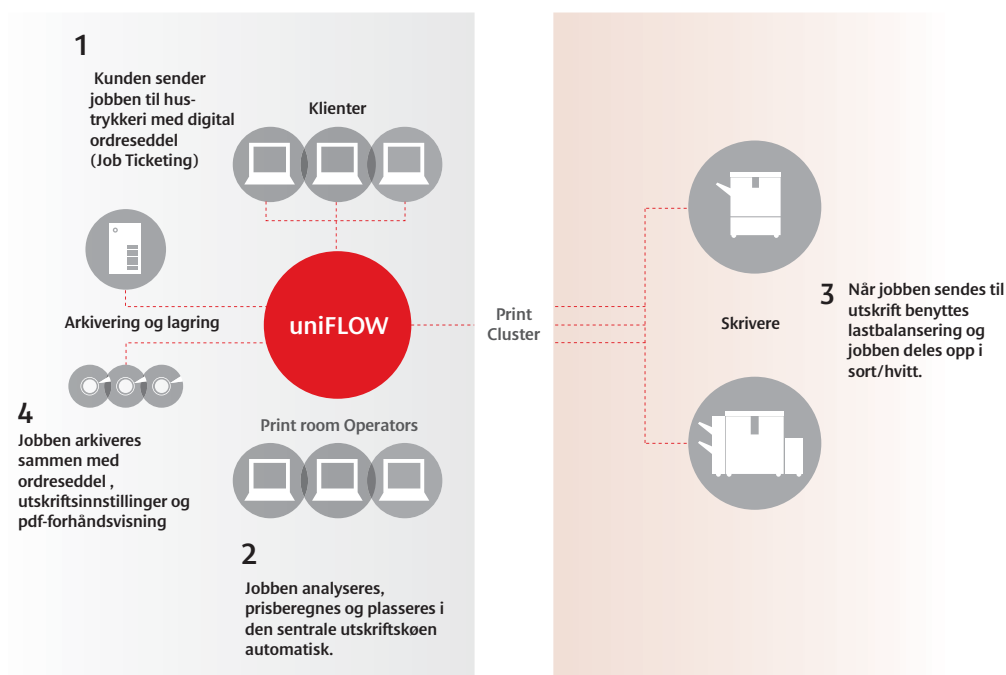 1
Kunden sender
jobben til hus-
trykkeri med digital
ordreseddel
(Job Ticketing)
Klienter
Arkivering og lagring
uniFLOW
Print
Cluster
Skrivere
3
Når jobben sendes til
utskrift benyttes
lastbalansering og
jobben deles opp i
sort/hvitt.
4
Jobben arkiveres
sammen med
ordreseddel ,
utskriftsinnstillinger og
pdf-forhåndsvisning
Print room Operators
2
Jobben analyseres,
prisberegnes og plasseres i
den sentrale utskriftskøen
automatisk.